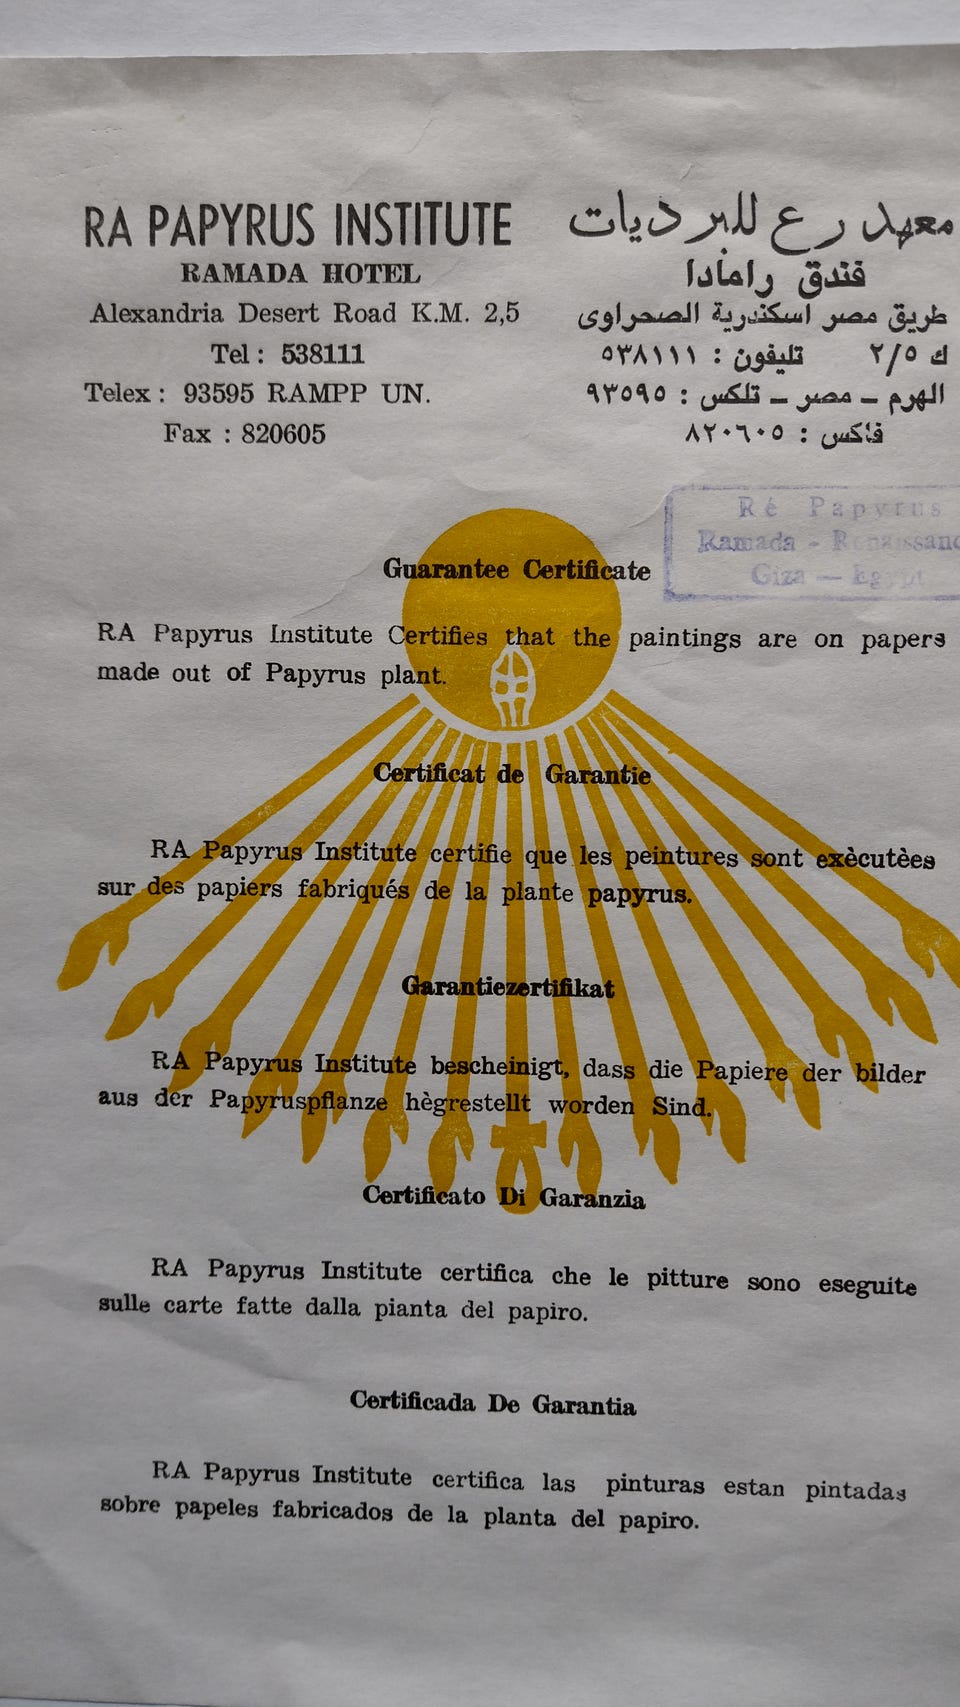 RA PAPYRUS INSTITUTE
RAMADA HOTEL
Alexandria Desert Road K.M. 2,5
Tel : 538111
Telex : 93595 RAMPP UN.
Fax : 820605
معهد رع للبرديات
فندق رامادا
طريق مصر اسكندرية الصحراوى
ك ٢/٥ تليفون : ٥٣٨١١١
الهرم – مصر – تلكس : ٩٣٥٩٥
فاكس : ٨٢٠٦٠٥
Ré Papyrus
Ramada - Renaissanc
Giza — Egypt
Guarantee Certificate
RA Papyrus Institute Certifies that the paintings are on papers
made out of Papyrus plant.
Certificat de Garantie
RA Papyrus Institute certifie que les peintures sont exècutèes
sur des papiers fabriqués de la plante papyrus.
Garantiezertifikat
RA Papyrus Institute bescheinigt, dass die Papiere der bilder
aus der Papyruspflanze hègrestellt worden Sind.
Certificato Di Garanzia
RA Papyrus Institute certifica che le pitture sono eseguite
sulle carte fatte dalla pianta del papiro.
Certificada De Garantia
RA Papyrus Institute certifica las pinturas estan pintadas
sobre papeles fabricados de la planta del papiro.